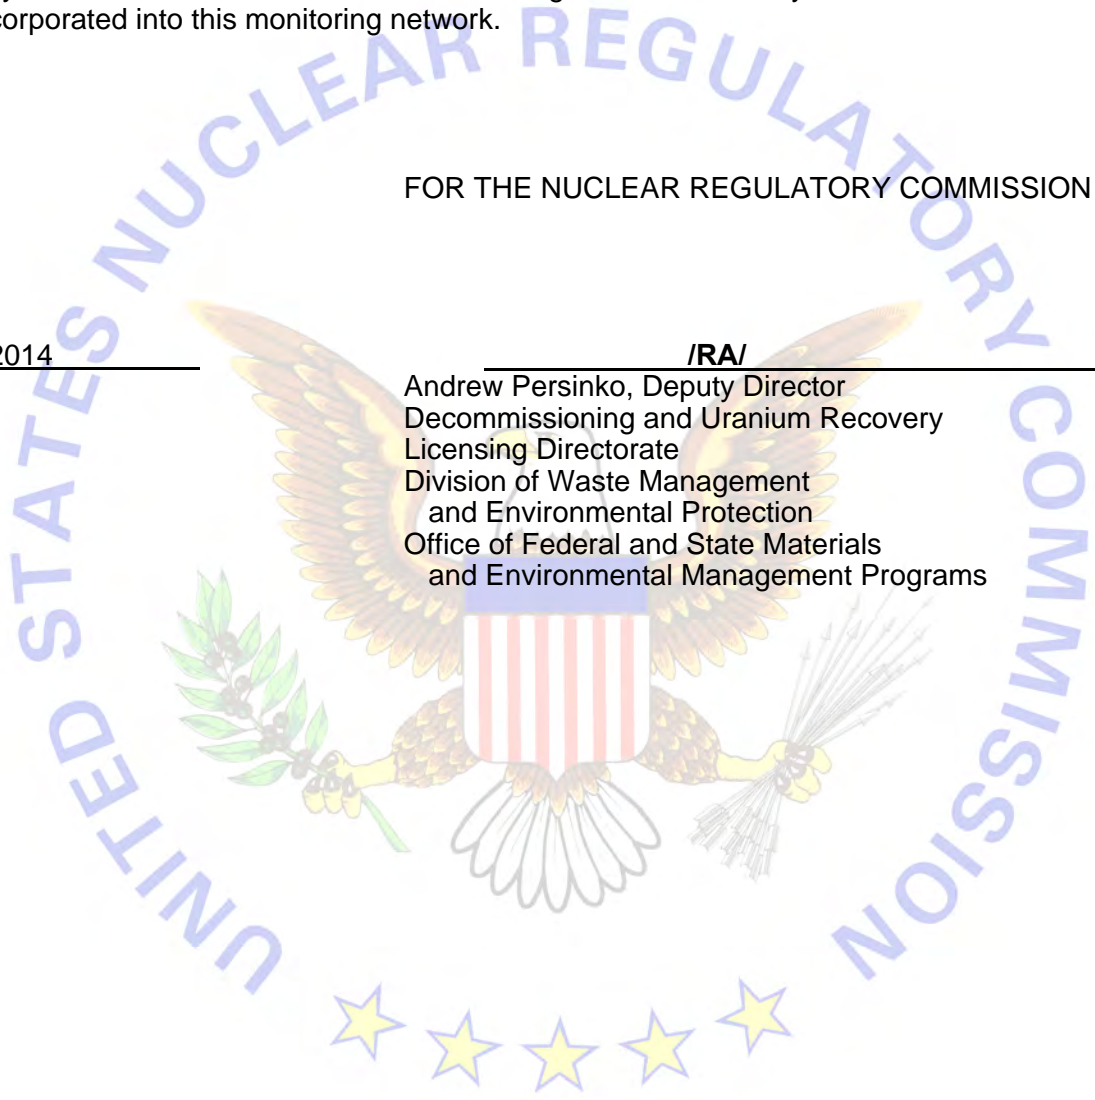 corporated into this monitoring network.
UNITED STATES NUCLEAR REGULATORY COMMISSION
FOR THE NUCLEAR REGULATORY COMMISSION
2014
/RA/
Andrew Persinko, Deputy Director
Decommissioning and Uranium Recovery
Licensing Directorate
Division of Waste Management
and Environmental Protection
Office of Federal and State Materials
and Environmental Management Programs